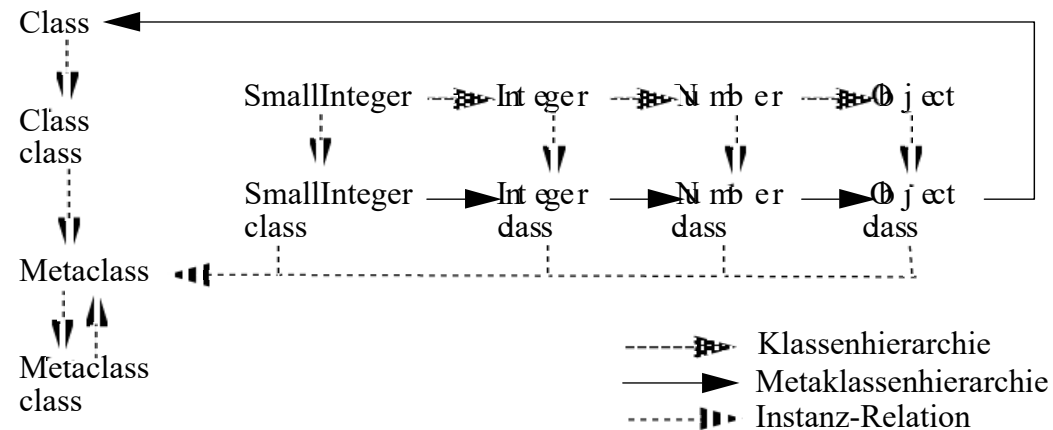 Class
Class
class
SmallInteger Integer Number Object
SmallInteger Integer Number Object
class class class class
Metaclass
Metaclass
class
Klassenhierarchie
Metaklassenhierarchie
Instanz-Relation